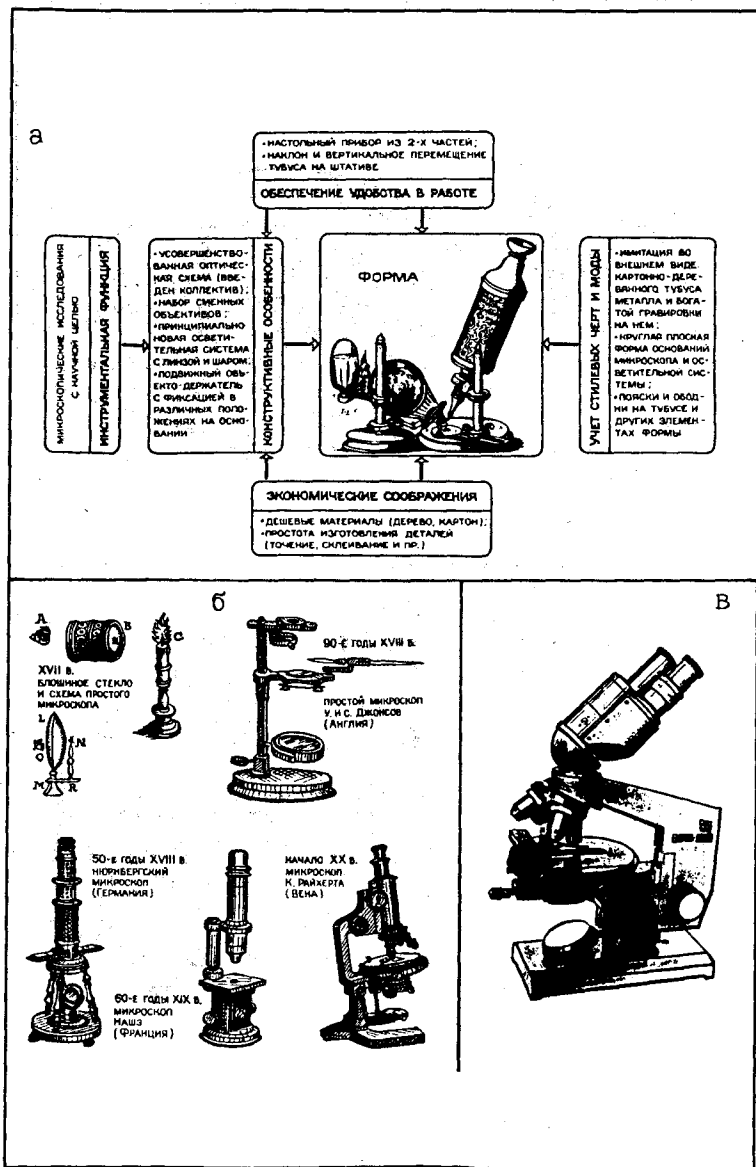 а
•НАСТОЛЬНЫЙ ПРИБОР ИЗ 2-Х ЧАСТЕЙ;
•НАКЛОН И ВЕРТИКАЛЬНОЕ ПЕРЕМЕЩЕНИЕ
ТУБУСА НА ШТАТИВЕ
ОБЕСПЕЧЕНИЕ УДОБСТВА В РАБОТЕ
МИКРОСКОПИЧЕСКИЕ ИССЛЕДОВАНИЯ
С НАУЧНОЙ ЦЕЛЬЮ
ИНСТРУМЕНТАЛЬНАЯ ФУНКЦИЯ
•УСОВЕРШЕНСТВО-
ВАННАЯ ОПТИЧЕС-
КАЯ СХЕМА (ВВЕ-
ДЕН КОЛЛЕКТИВ);
•НАБОР СМЕННЫХ
ОБЪЕКТИВОВ;
•ПРИНЦИПИАЛЬНО
НОВАЯ ОСВЕТИ-
ТЕЛЬНАЯ СИСТЕМА
С ЛИНЗОЙ И ШАРОМ;
•ПОДВИЖНЫЙ ОБЪ-
ЕКТО-ДЕРЖАТЕЛЬ
С ФИКСАЦИЕЙ В
РАЗЛИЧНЫХ ПОЛО-
ЖЕНИЯХ НА ОСНО-
ВАНИИ
КОНСТРУКТИВНЫЕ ОСОБЕННОСТИ
ФОРМА
УЧЕТ СТИЛЕВЫХ ЧЕРТ И МОДЫ
•ИМИТАЦИЯ ВО
ВНЕШНЕМ ВИДЕ
КАРТОННО-ДЕРЕ-
ВЯННОГО ТУБУСА
МЕТАЛЛА И БОГА-
ТОЙ ГРАВИРОВКИ
НА НЕМ;
•КРУГЛАЯ ПЛОСКАЯ
ФОРМА ОСНОВАНИЙ
МИКРОСКОПА И ОС-
ВЕТИТЕЛЬНОЙ СИС-
ТЕМЫ;
•ПОЯСКИ И ОБОД-
НИ НА ТУБУСЕ И
ДРУГИХ ЭЛЕМЕН-
ТАХ ФОРМЫ
ЭКОНОМИЧЕСКИЕ СООБРАЖЕНИЯ
•ДЕШЕВЫЕ МАТЕРИАЛЫ (ДЕРЕВО, КАРТОН);
•ПРОСТОТА ИЗГОТОВЛЕНИЯ ДЕТАЛЕЙ
(ТОЧЕНИЕ, СКЛЕИВАНИЕ И ПР.)
б
A
B
C
XVII В.
БЛОШИНОЕ СТЕКЛО
И СХЕМА ПРОСТОГО
МИКРОСКОПА
L
N
O
M
R
90-Е ГОДЫ XVIII В.
ПРОСТОЙ МИКРОСКОП
У. И С. ДЖОНСОВ
(АНГЛИЯ)
50-Е ГОДЫ XVIII В.
НЮРНБЕРГСКИЙ
МИКРОСКОП
(ГЕРМАНИЯ)
60-Е ГОДЫ XIX В.
МИКРОСКОП
НАШЭ
(ФРАНЦИЯ)
НАЧАЛО XX В.
МИКРОСКОП
К. РАЙХЕРТА
(ВЕНА)
В